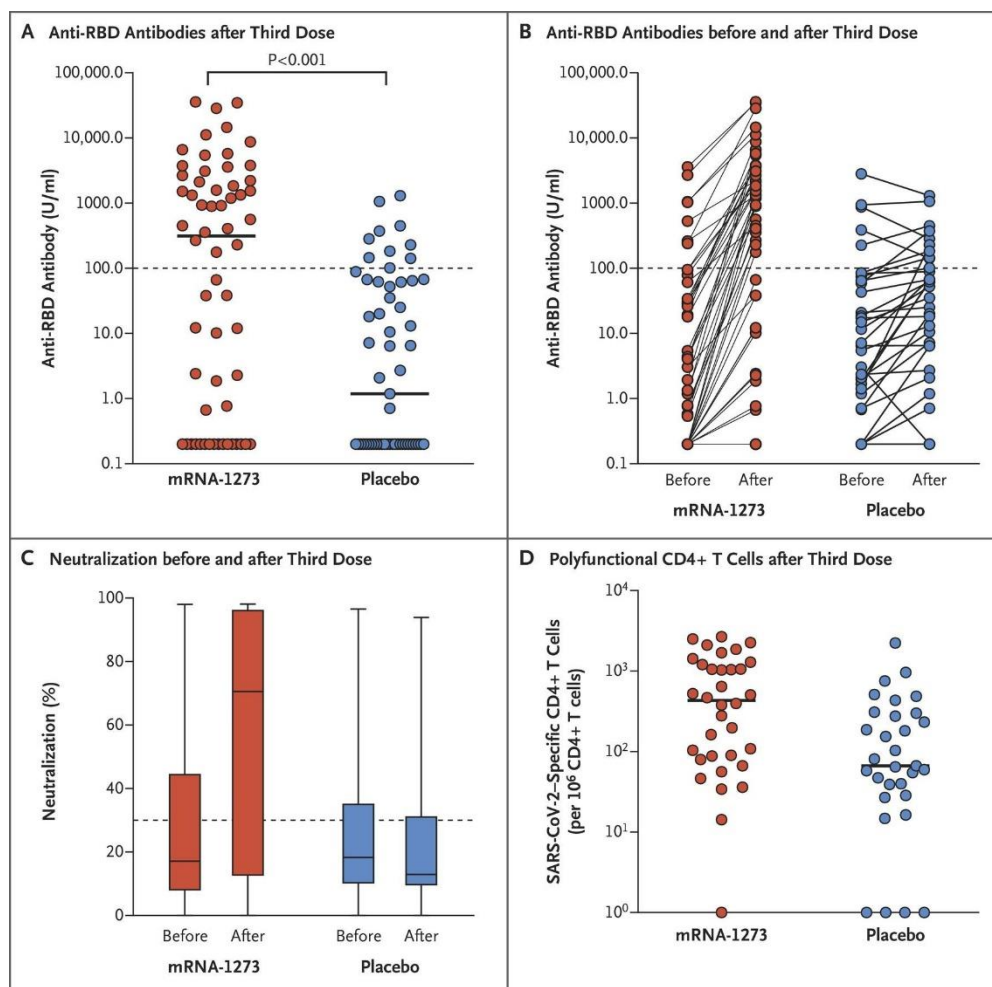 A Anti-RBD Antibodies after Third Dose
P<0.001
Anti-RBD Antibody (U/ml)
100,000.0
10,000.0
1000.0
100.0
10.0
1.0
0.1
mRNA-1273
Placebo
B Anti-RBD Antibodies before and after Third Dose
Anti-RBD Antibody (U/ml)
100,000.0
10,000.0
1000.0
100.0
10.0
1.0
0.1
Before
After
Before
After
mRNA-1273
Placebo
C Neutralization before and after Third Dose
Neutralization (%)
100
80
60
40
20
0
Before
After
Before
After
mRNA-1273
Placebo
D Polyfunctional CD4+ T Cells after Third Dose
SARS-CoV-2–Specific CD4+ T Cells
(per 10⁶ CD4+ T cells)
10⁴
10³
10²
10¹
10⁰
mRNA-1273
Placebo